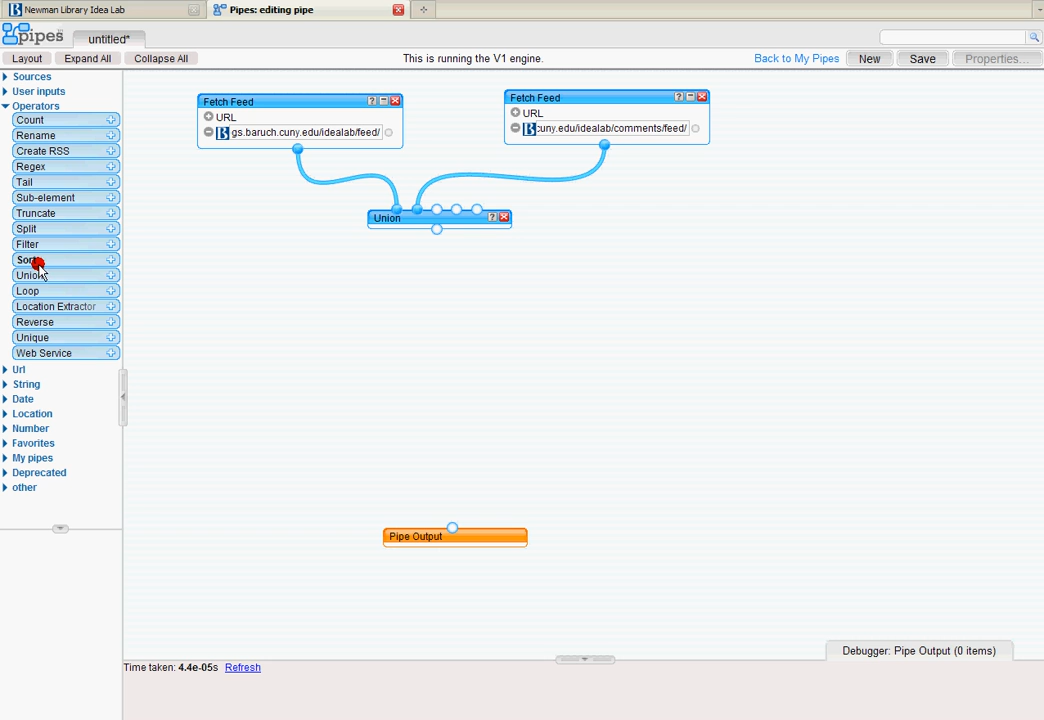 Newman Library Idea Lab
Pipes: editing pipe
pipes
untitled*
Layout
Expand All
Collapse All
This is running the V1 engine.
Back to My Pipes
New
Save
Properties...
Sources
User inputs
Operators
Count
Rename
Create RSS
Regex
Tail
Sub-element
Truncate
Split
Filter
Sort
Union
Loop
Location Extractor
Reverse
Unique
Web Service
Url
String
Date
Location
Number
Favorites
My pipes
Deprecated
other
Fetch Feed
URL
gs.baruch.cuny.edu/idealab/feed/
Fetch Feed
URL
cuny.edu/idealab/comments/feed/
Union
Pipe Output
Debugger: Pipe Output (0 items)
Time taken: 4.4e-05s Refresh